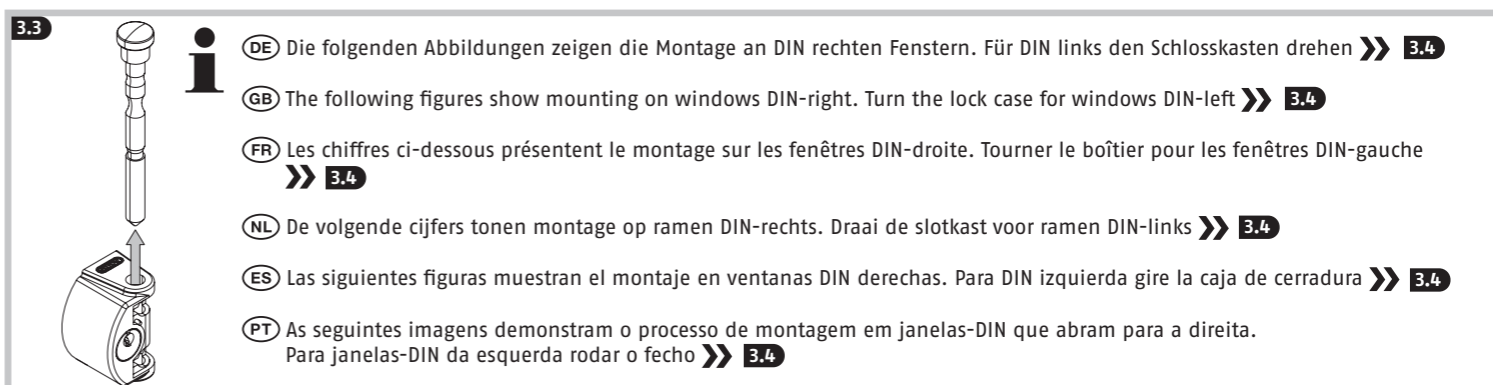 3.3
DE Die folgenden Abbildungen zeigen die Montage an DIN rechten Fenstern. Für DIN links den Schlosskasten drehen 3.4
GB The following figures show mounting on windows DIN-right. Turn the lock case for windows DIN-left 3.4
FR Les chiffres ci-dessous présentent le montage sur les fenêtres DIN-droite. Tourner le boîtier pour les fenêtres DIN-gauche
3.4
NL De volgende cijfers tonen montage op ramen DIN-rechts. Draai de slotkast voor ramen DIN-links 3.4
ES Las siguientes figuras muestran el montaje en ventanas DIN derechas. Para DIN izquierda gire la caja de cerradura 3.4
PT As seguintes imagens demonstram o processo de montagem em janelas-DIN que abram para a direita.
Para janelas-DIN da esquerda rodar o fecho 3.4